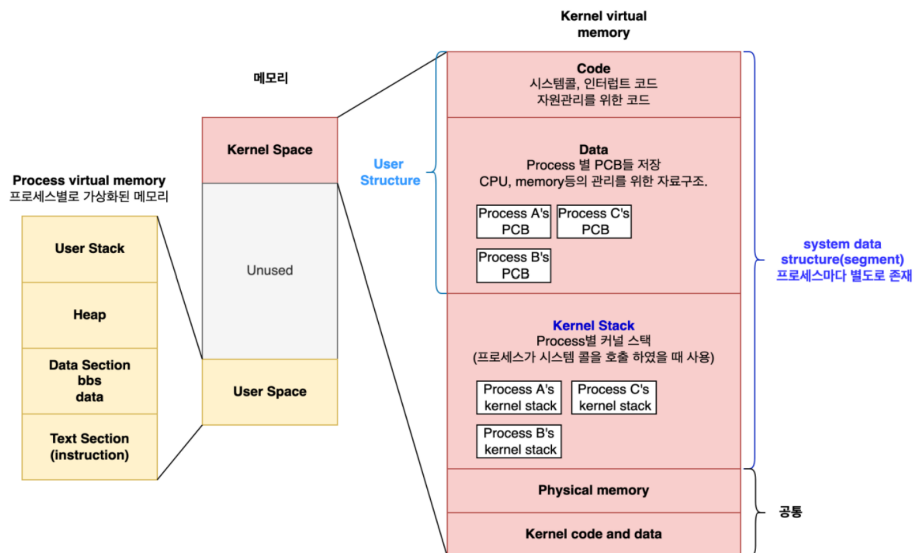 Kernel virtual
memory
메모리
Code
시스템콜, 인터럽트 코드
자원관리를 위한 코드
Kernel Space
Data
Process 별 PCB들 저장
CPU, memory등의 관리를 위한 자료구조.
User
Structure
Process virtual memory
프로세스별로 가상화된 메모리
Process A's
PCB
Process C's
PCB
Process B's
PCB
User Stack
Unused
system data
structure(segment)
프로세스마다 별도로 존재
Heap
Kernel Stack
Process별 커널 스택
(프로세스가 시스템 콜을 호출 하였을 때 사용)
Data Section
bbs
data
User Space
Process A's
kernel stack
Process C's
kernel stack
Process B's
kernel stack
Text Section
(instruction)
Physical memory
공통
Kernel code and data